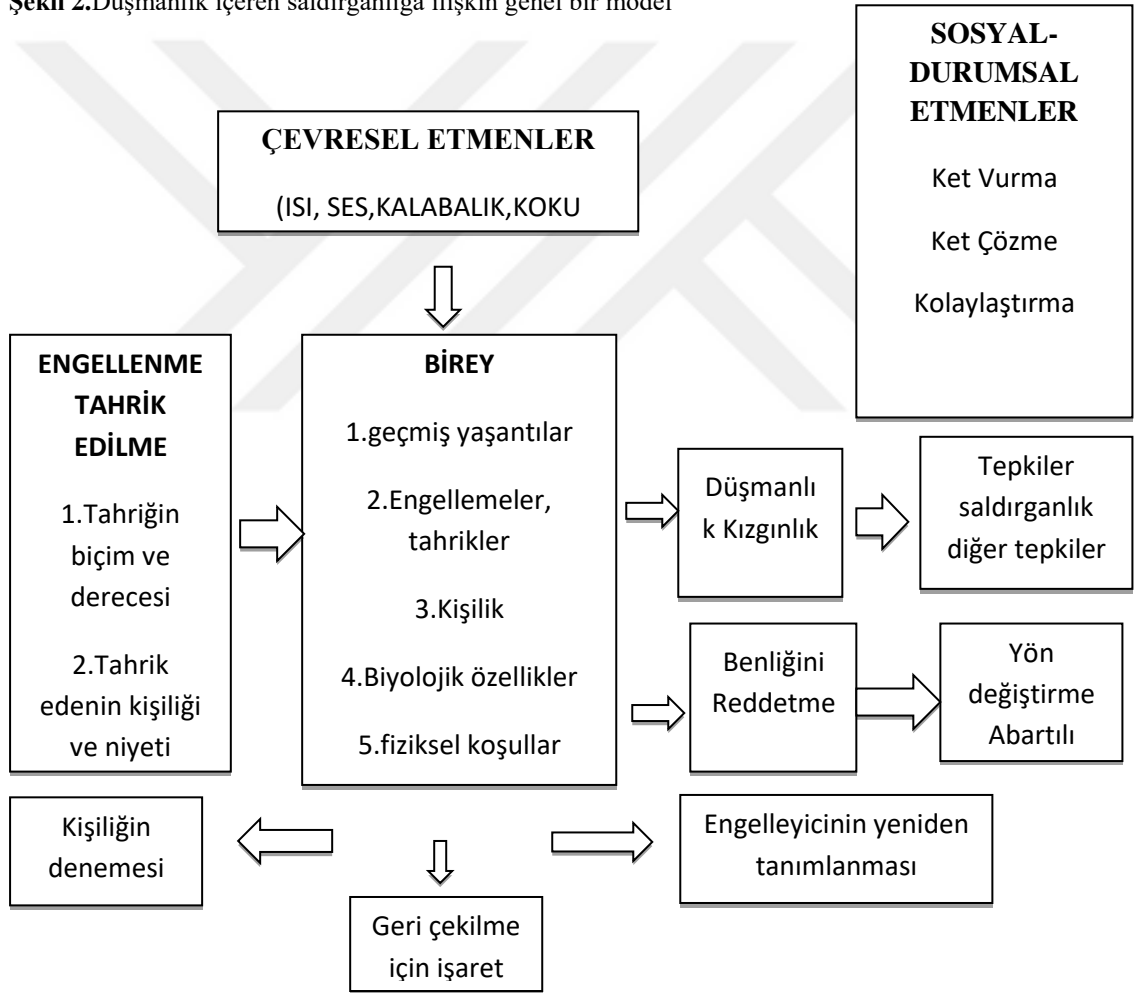 Şekil 2.Düşmanlık içeren saldırganlığa ilişkin genel bir model
SOSYAL-
DURUMSAL
ETMENLER
Ket Vurma
Ket Çözme
Kolaylaştırma
ÇEVRESEL ETMENLER
(ISI, SES,KALABALIK,KOKU
ENGELLENME
TAHRİK
EDİLME
1.Tahriğin
biçim ve
derecesi
2.Tahrik
edenin kişiliği
ve niyeti
BİREY
1.geçmiş yaşantılar
2.Engellemeler,
tahrikler
3.Kişilik
4.Biyolojik özellikler
5.fiziksel koşullar
Düşmanlı
k Kızgınlık
Tepkiler
saldırganlık
diğer tepkiler
Benliğini
Reddetme
Yön
değiştirme
Abartılı
Kişiliğin
denemesi
Geri çekilme
için işaret
Engelleyicinin yeniden
tanımlanması